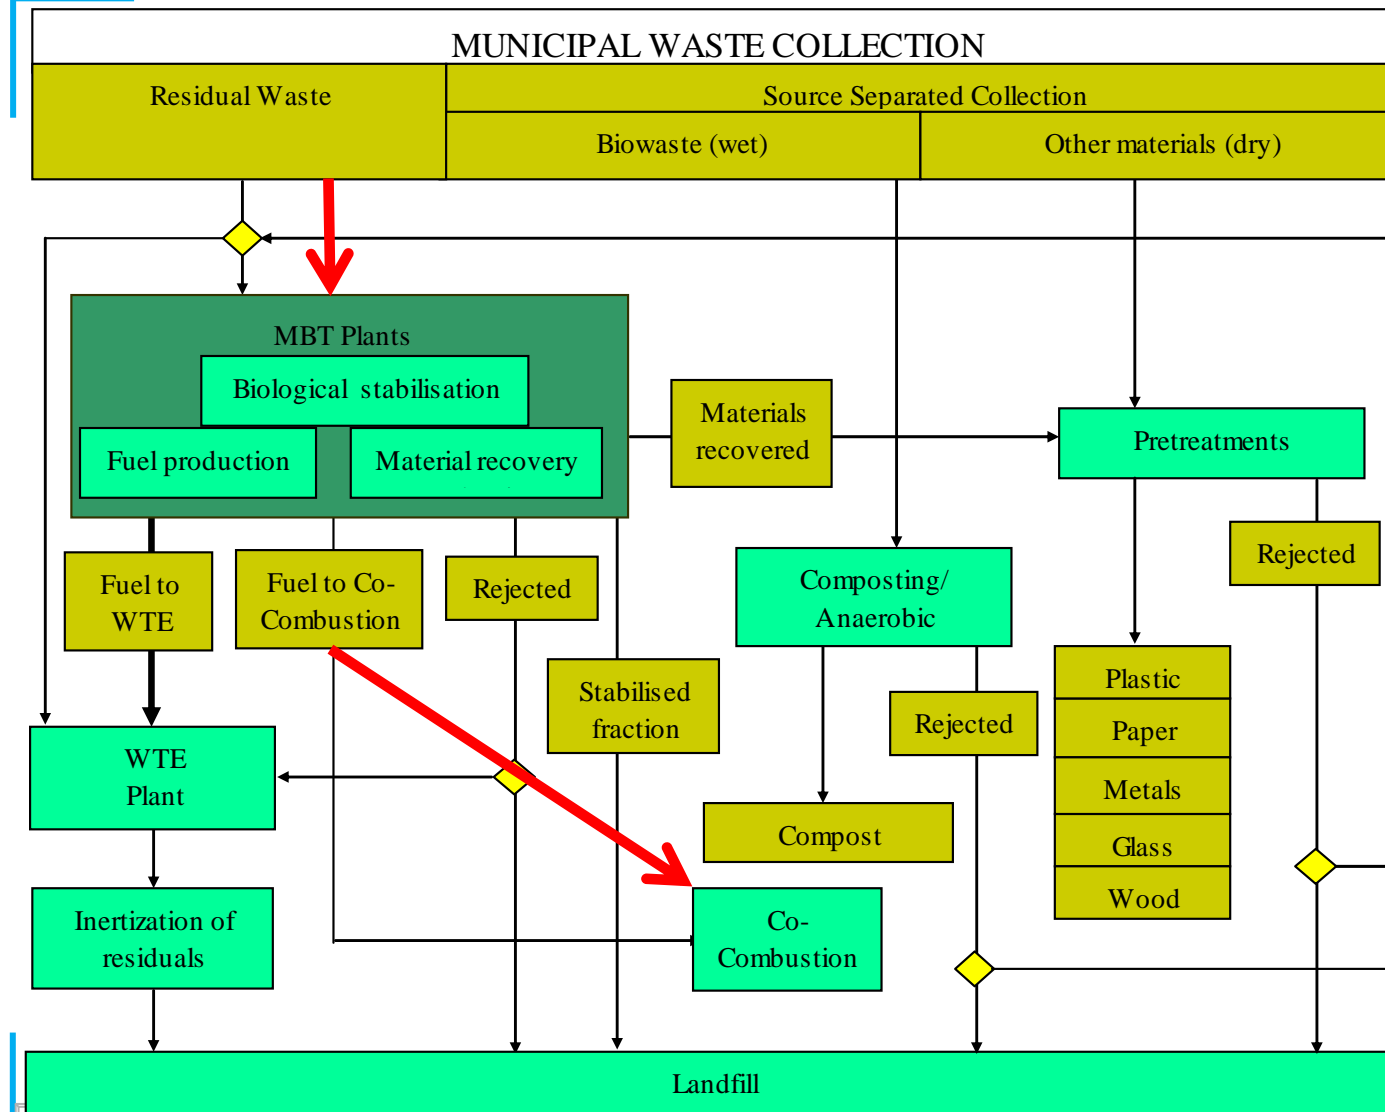 MUNICIPAL WASTE COLLECTION
Residual Waste
Source Separated Collection
Biowaste (wet)
Other materials (dry)
MBT Plants
Biological stabilisation
Fuel production
Material recovery
Materials
recovered
Pretreatments
Fuel to
WTE
Fuel to Co-
Combustion
Rejected
Stabilised
fraction
Composting/
Anaerobic
Rejected
Rejected
Plastic
Paper
Metals
Glass
Wood
WTE
Plant
Compost
Inertization of
residuals
Co-
Combustion
Landfill